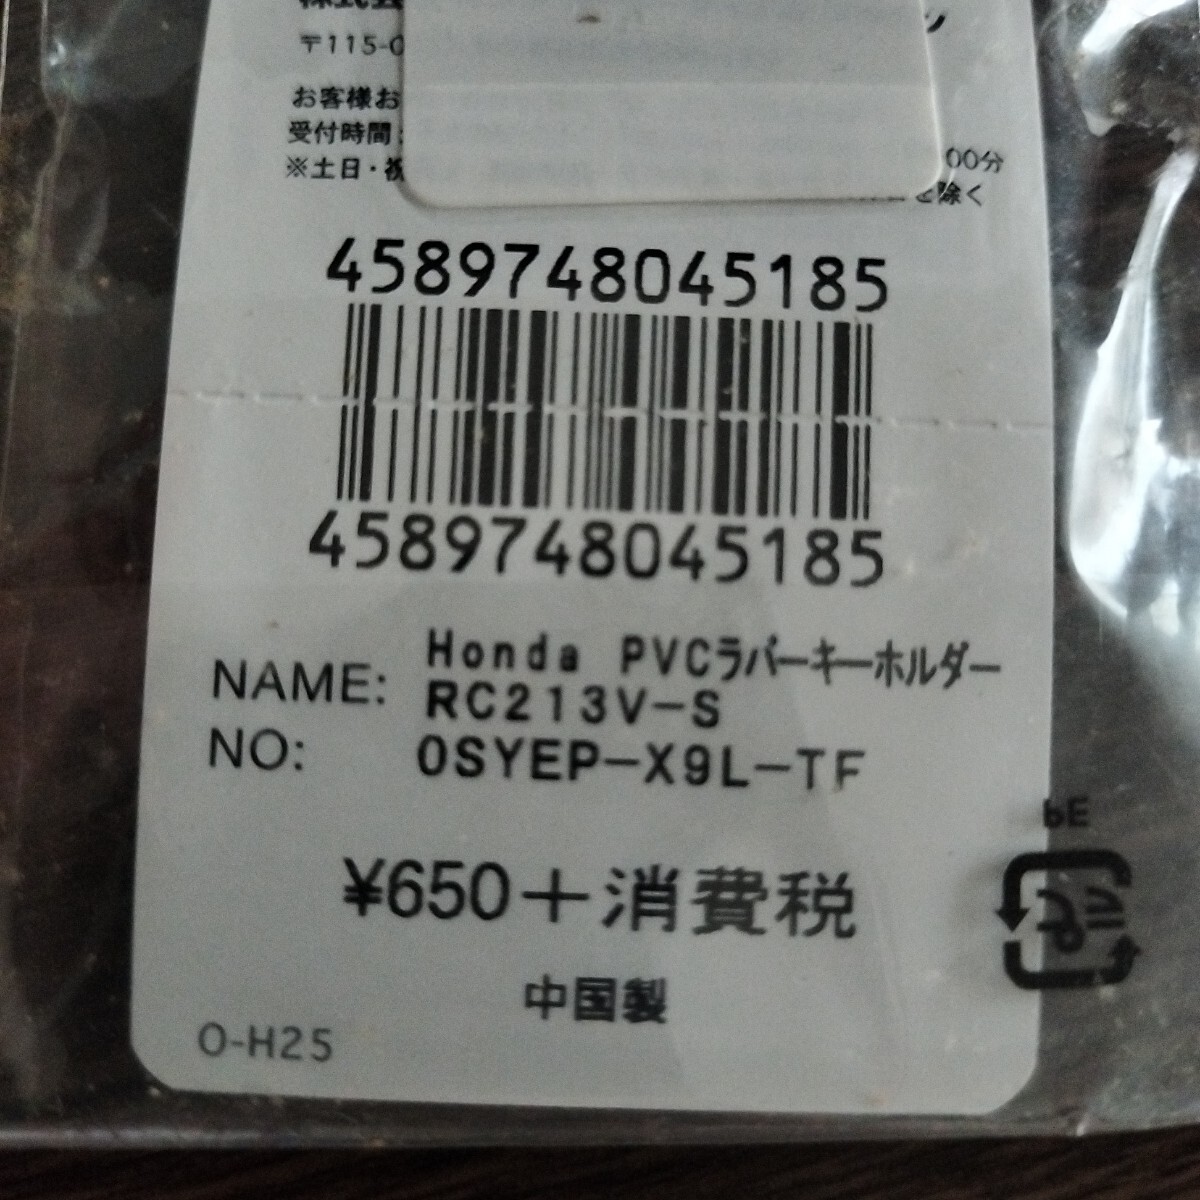 〒115-0
お客様お
受付時間:
※土日・祝
00分
を除く
4589748045185
4589748045185
NAME: Honda PVCラバーキーホルダー
RC213V-S
NO: 0SYEP-X9L-TF
¥650+消費税
中国製
O-H25
PE
プラ